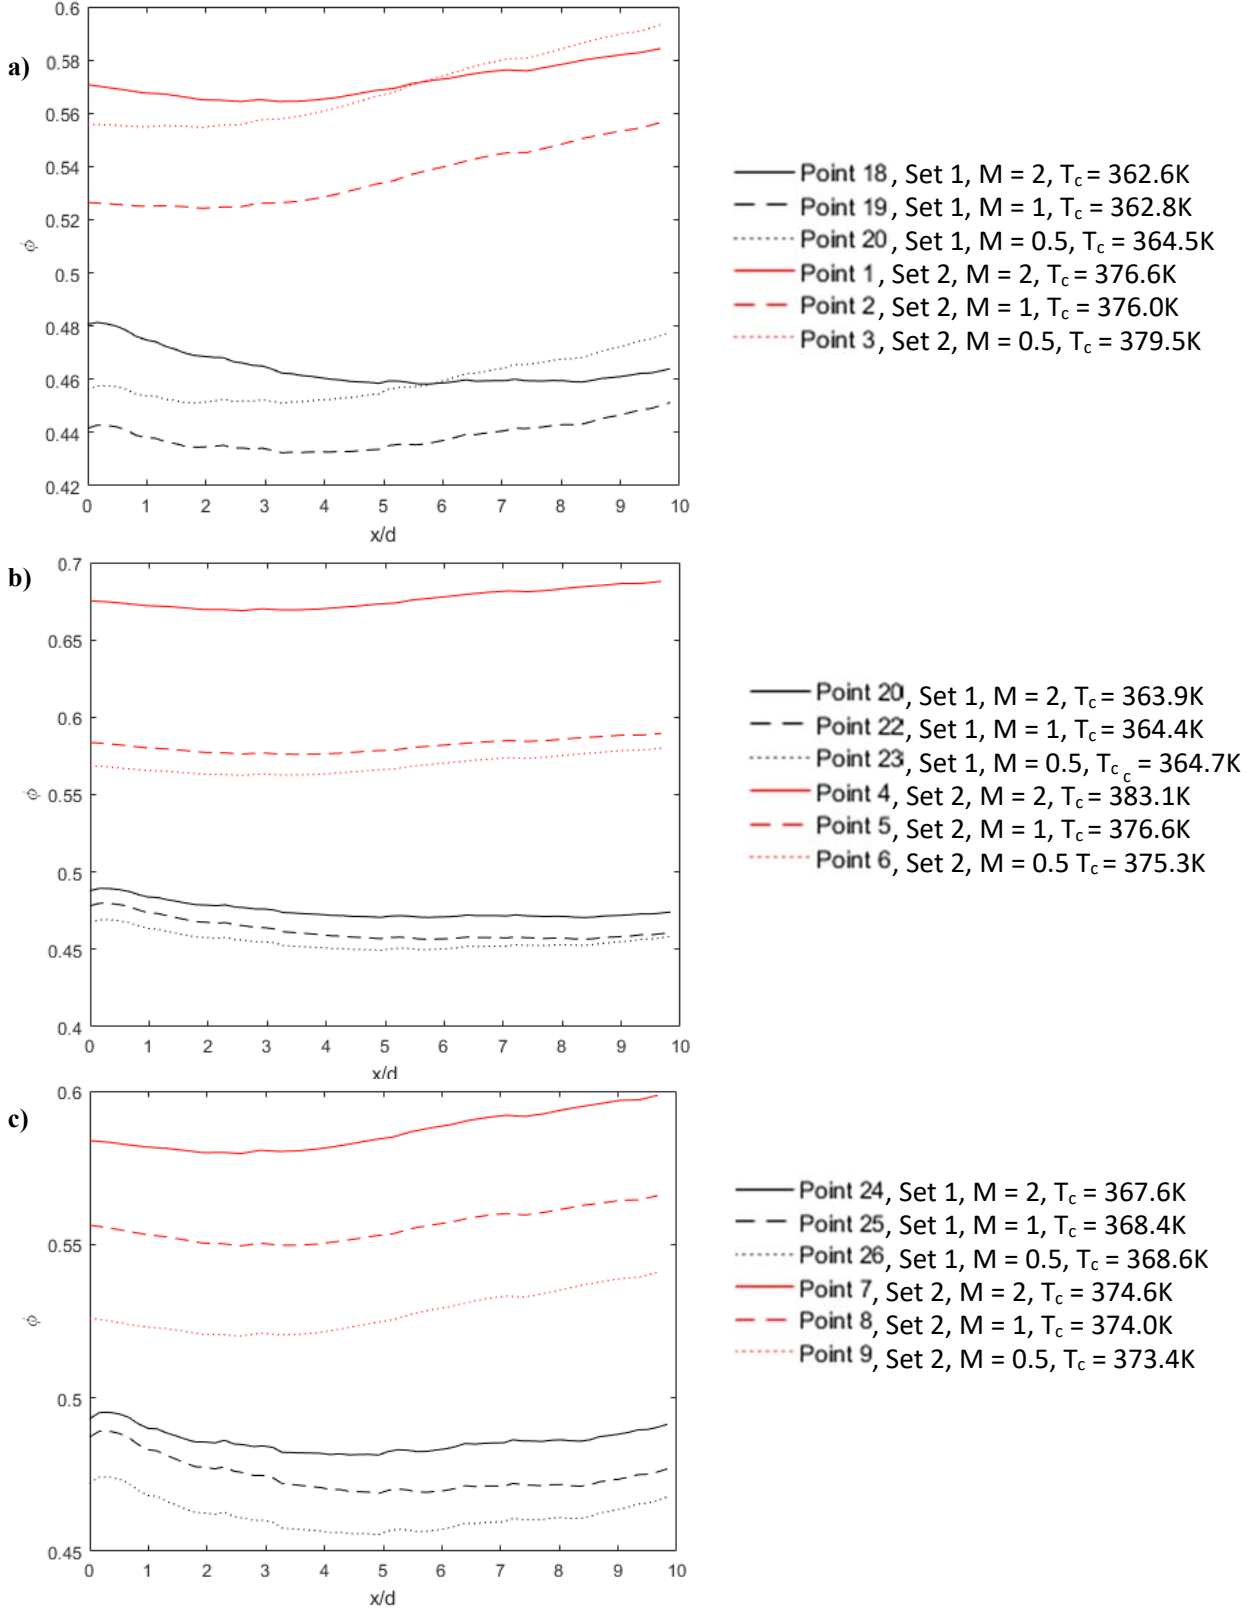 a)
0.6
0.58
0.56
0.54
0.52
0.5
0.48
0.46
0.44
0.42
ϕ
0 1 2 3 4 5 6 7 8 9 10
x/d
Point 18, Set 1, M = 2, Tc = 362.6K
Point 19, Set 1, M = 1, Tc = 362.8K
Point 20, Set 1, M = 0.5, Tc = 364.5K
Point 1, Set 2, M = 2, Tc = 376.6K
Point 2, Set 2, M = 1, Tc = 376.0K
Point 3, Set 2, M = 0.5, Tc = 379.5K
b)
0.7
0.65
0.6
0.55
0.5
0.45
0.4
ϕ
0 1 2 3 4 5 6 7 8 9 10
x/d
Point 20, Set 1, M = 2, Tc = 363.9K
Point 22, Set 1, M = 1, Tc = 364.4K
Point 23, Set 1, M = 0.5, Tc c = 364.7K
Point 4, Set 2, M = 2, Tc = 383.1K
Point 5, Set 2, M = 1, Tc = 376.6K
Point 6, Set 2, M = 0.5 Tc = 375.3K
c)
0.6
0.55
0.5
0.45
ϕ
0 1 2 3 4 5 6 7 8 9 10
x/d
Point 24, Set 1, M = 2, Tc = 367.6K
Point 25, Set 1, M = 1, Tc = 368.4K
Point 26, Set 1, M = 0.5, Tc = 368.6K
Point 7, Set 2, M = 2, Tc = 374.6K
Point 8, Set 2, M = 1, Tc = 374.0K
Point 9, Set 2, M = 0.5, Tc = 373.4K